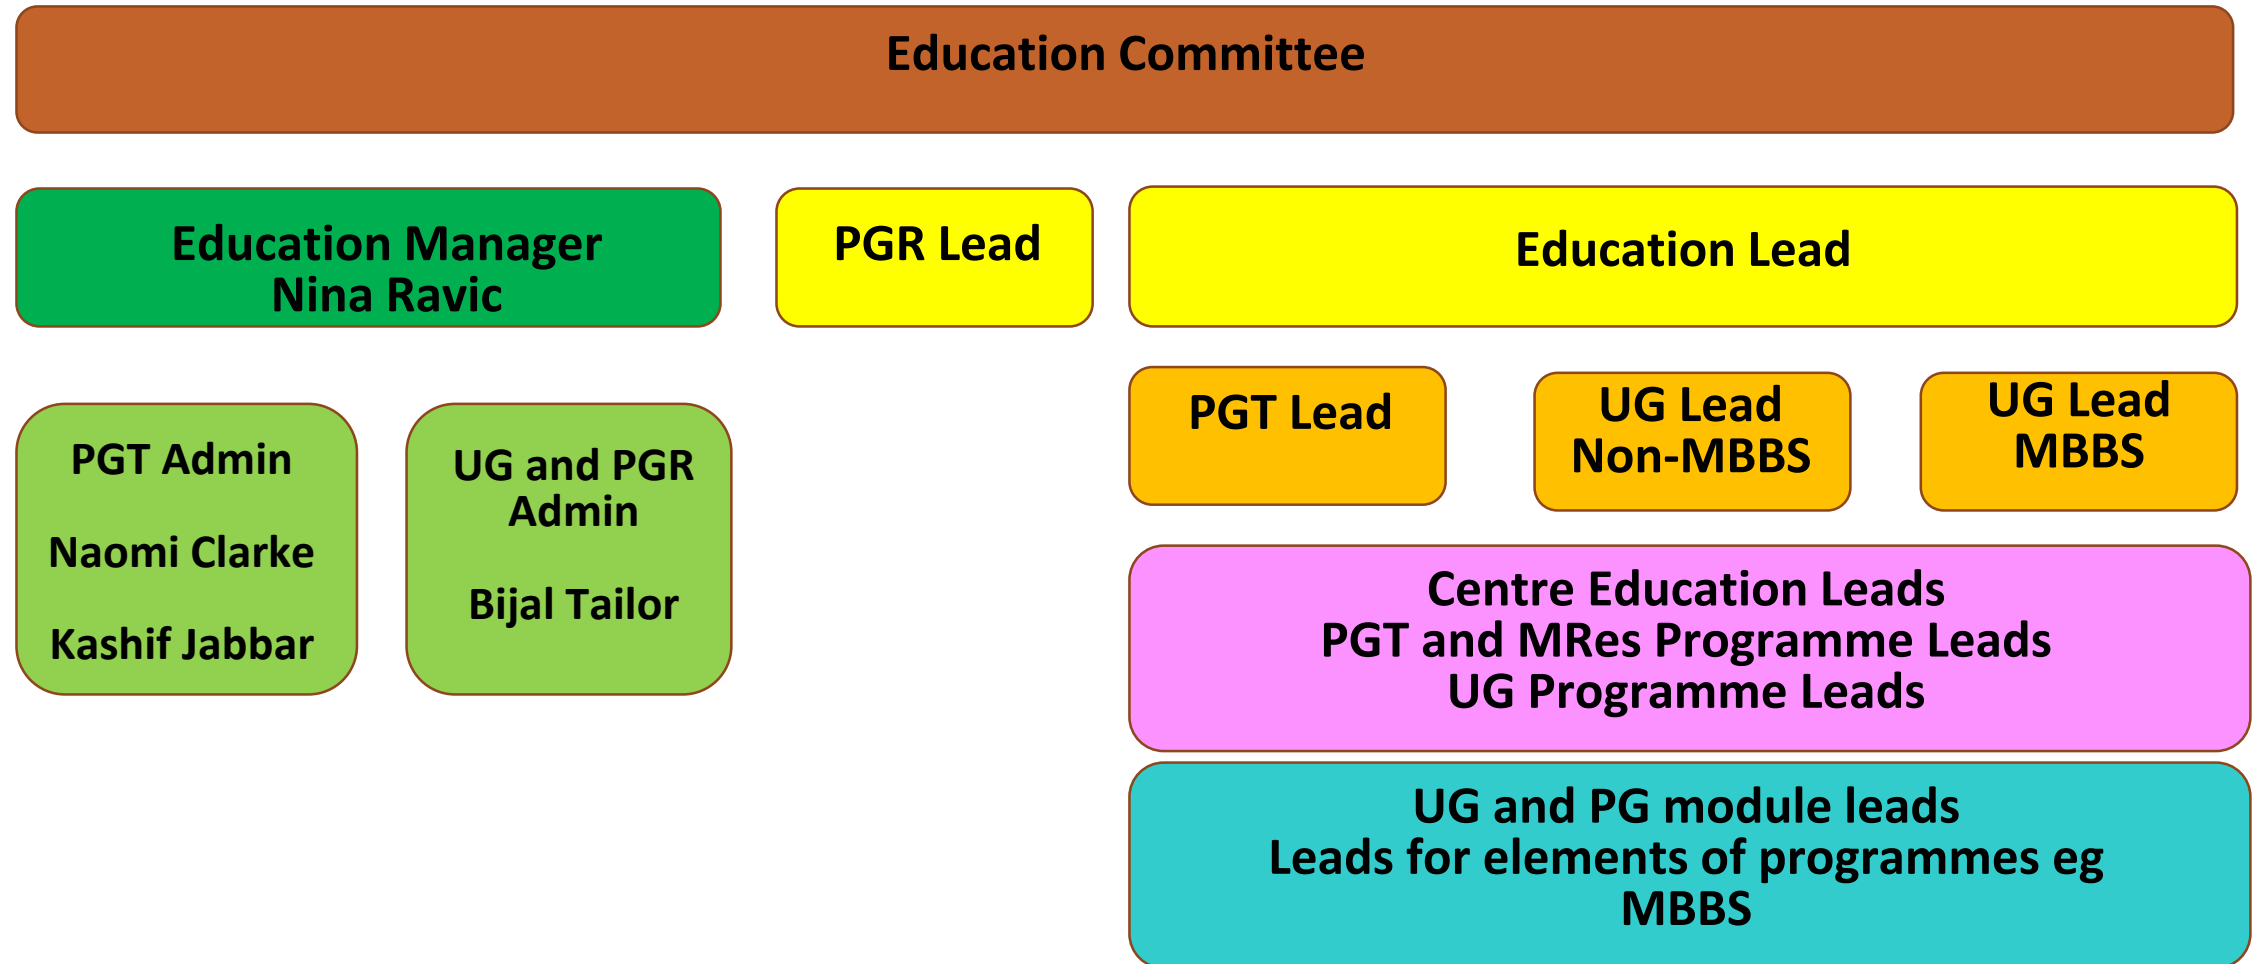 Education Committee
Education Manager
Nina Ravic
PGR Lead
Education Lead
PGT Lead
UG Lead
Non-MBBS
UG Lead
MBBS
PGT Admin
Naomi Clarke
Kashif Jabbar
UG and PGR
Admin
Bijal Tailor
Centre Education Leads
PGT and MRes Programme Leads
UG Programme Leads
UG and PG module leads
Leads for elements of programmes eg
MBBS